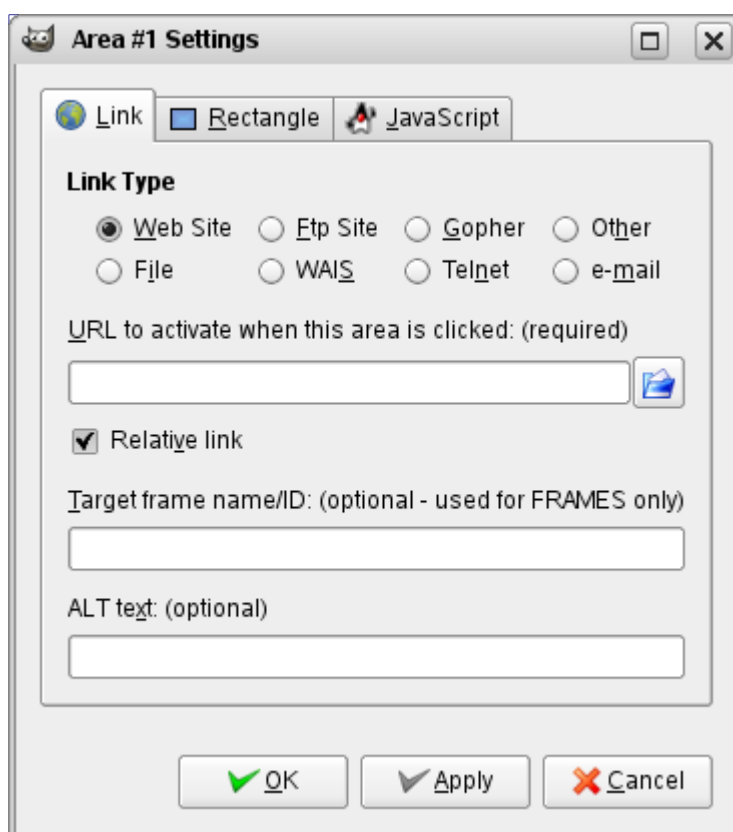 Area #1 Settings
Link Rectangle JavaScript
Link Type
Web Site Ftp Site Gopher Other
File WAIS Telnet e-mail
URL to activate when this area is clicked: (required)
Relative link
Target frame name/ID: (optional - used for FRAMES only)
ALT text: (optional)
OK Apply Cancel